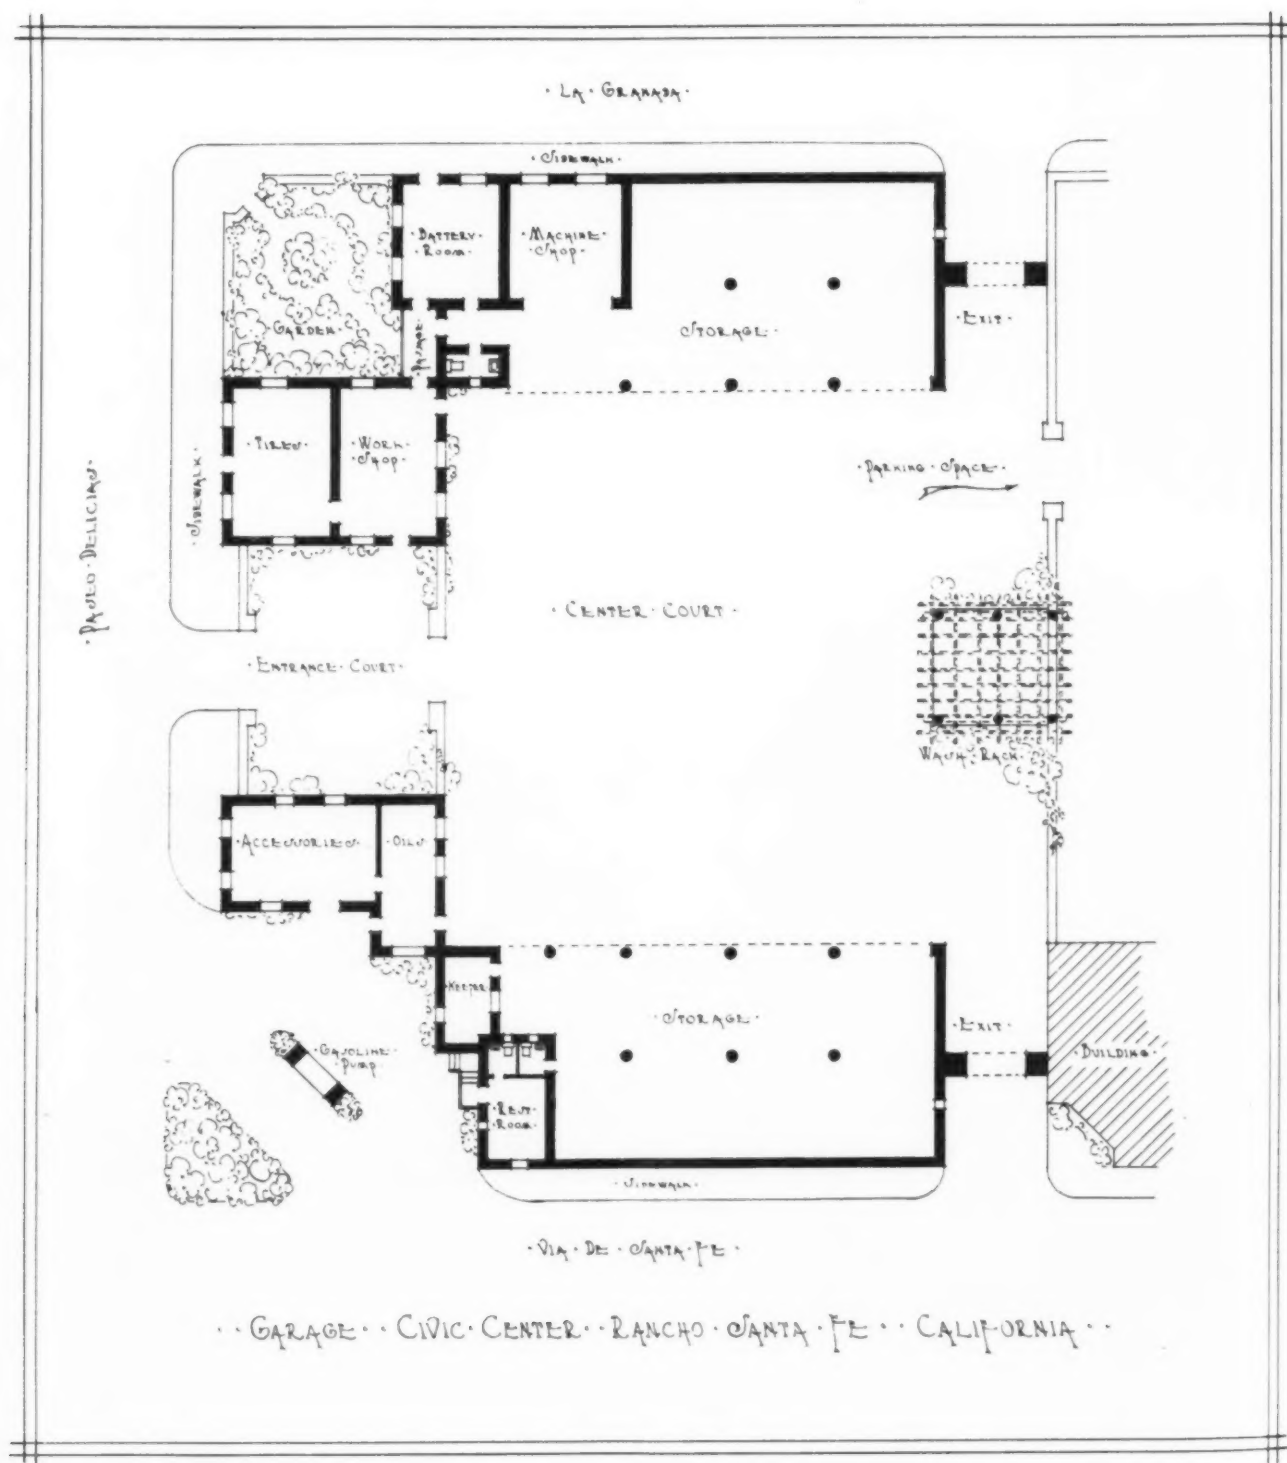 · LA · GRANADA ·
· SIDEWALK ·
· BATTERY ·
ROOM ·
· MACHINE ·
· SHOP ·
· GARDEN ·
· PASSAGE ·
· STORAGE ·
· EXIT ·
· TIRES ·
· WORK ·
· SHOP ·
· PARKING · SPACE ·
· SIDEWALK ·
· PASEO · DELICIAS ·
· CENTER · COURT ·
· ENTRANCE · COURT ·
· WASH · RACK ·
· ACCESSORIES ·
· OILS ·
· STORAGE ·
· EXIT ·
· GASOLINE ·
· PUMP ·
· BUILDING ·
· REST ·
ROOM ·
· SIDEWALK ·
· VIA · DE · SANTA · FE ·
· · GARAGE · · CIVIC · CENTER · · RANCHO · SANTA · FE · · CALIFORNIA · ·